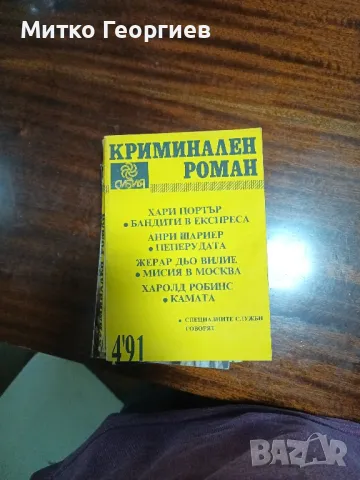 Митко Георгиев
КРИМИНАЛЕН
РОМАН
СИБИЯ
ХАРИ ПОРТЪР
• БАНДИТИ В ЕКСПРЕСА
АНРИ ШАРИЕР
• ПЕПЕРУДАТА
ЖЕРАР ДЬО ВИЛИЕ
• МИСИЯ В МОСКВА
ХАРОЛД РОБИНС
• КАМАТА
• СПЕЦИАЛНИТЕ СЛУЖБИ
ГОВОРЯТ
4'91
BAZAR